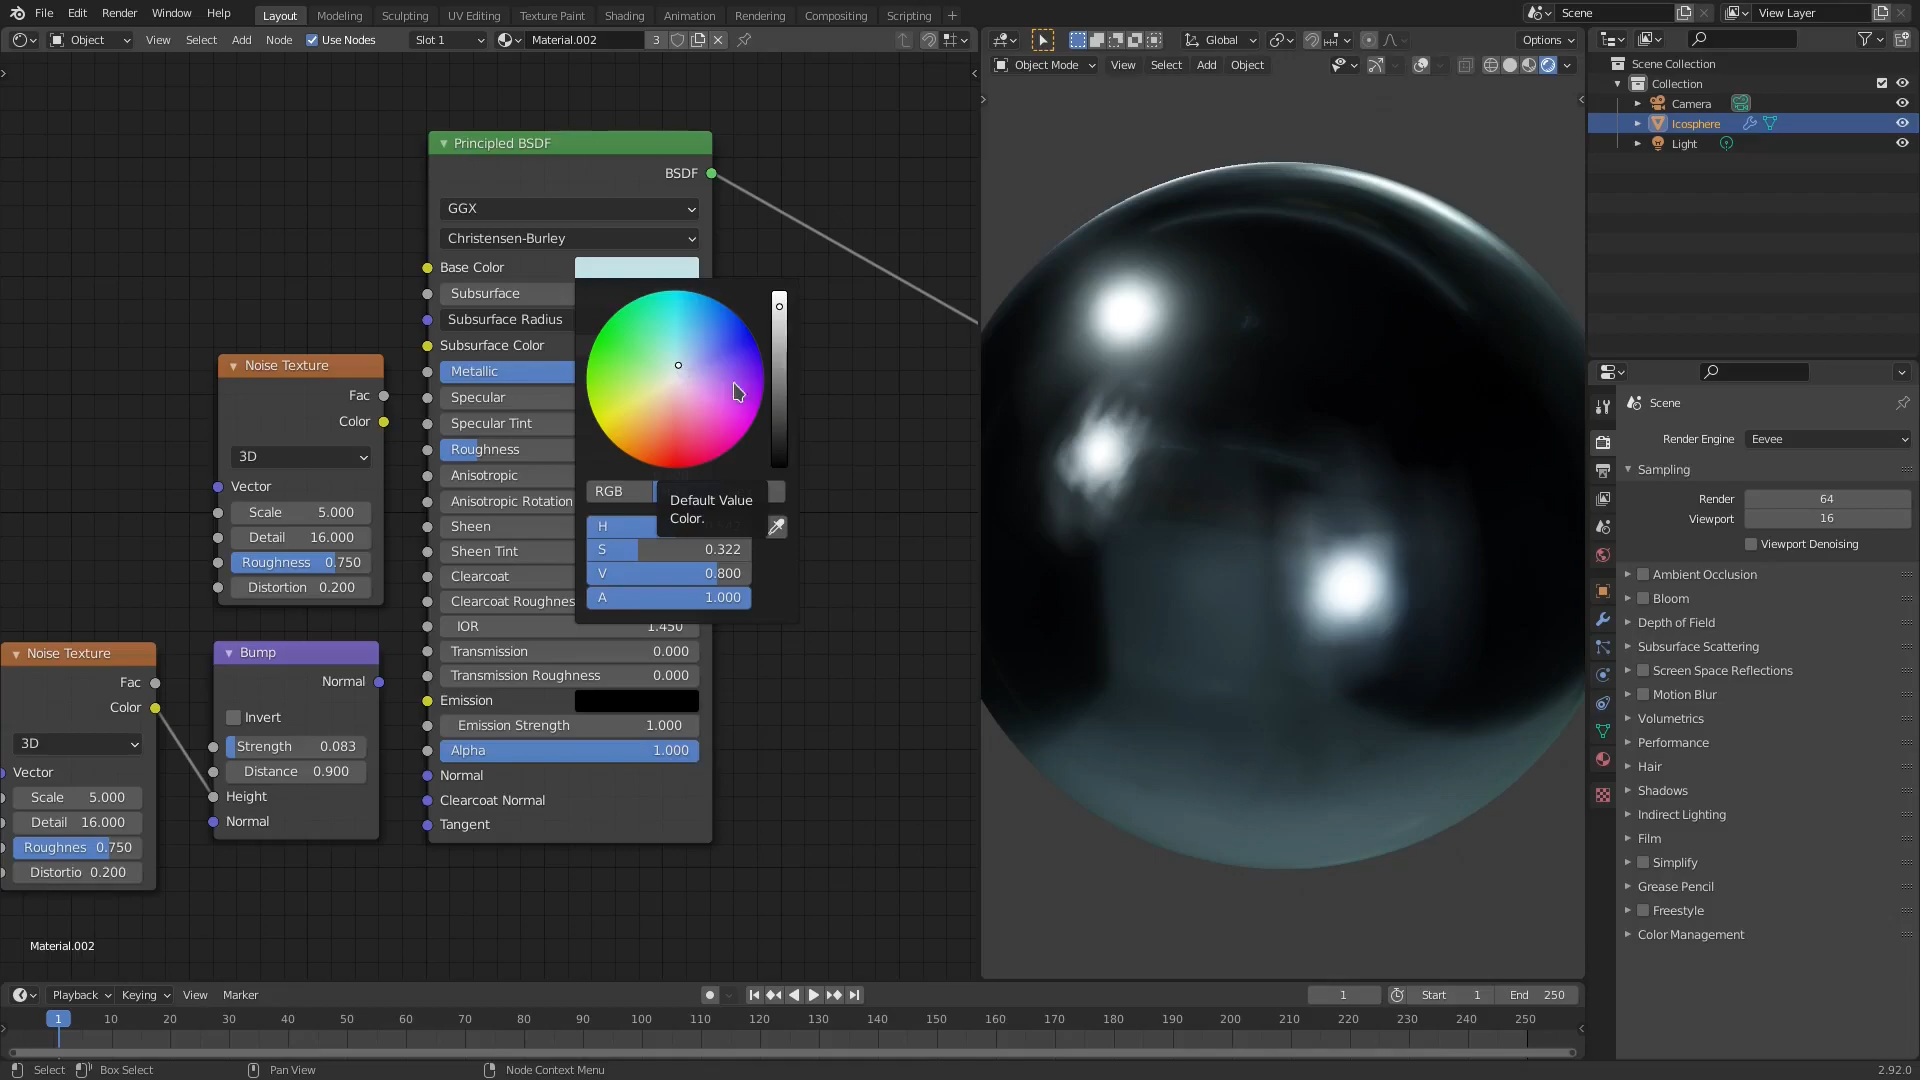 File Edit Render Window Help Layout Modeling Sculpting UV Editing Texture Paint Shading Animation Rendering Compositing Scripting + Scene View Layer
Object View Select Add Node Use Nodes Slot 1 Material.002 3
Global Options
Object Mode View Select Add Object
Scene Collection
Collection
Camera
Icosphere
Light
Principled BSDF
BSDF
GGX
Christensen-Burley
Base Color
Subsurface
Subsurface Radius
Subsurface Color
Metallic
Specular
Specular Tint
Roughness
Anisotropic
Anisotropic Rotation
Sheen
Sheen Tint
Clearcoat
Clearcoat Roughnes
IOR 1.450
Transmission 0.000
Transmission Roughness 0.000
Emission
Emission Strength 1.000
Alpha 1.000
Normal
Clearcoat Normal
Tangent
RGB
Default Value
Color.
H
S 0.322
V 0.800
A 1.000
Noise Texture
Fac
Color
3D
Vector
Scale 5.000
Detail 16.000
Roughness 0.750
Distortion 0.200
Noise Texture
Fac
Color
3D
Vector
Scale 5.000
Detail 16.000
Roughnes 0.750
Distortio 0.200
Bump
Normal
Invert
Strength 0.083
Distance 0.900
Height
Normal
Material.002
Scene
Render Engine Eevee
Sampling
Render 64
Viewport 16
Viewport Denoising
Ambient Occlusion
Bloom
Depth of Field
Subsurface Scattering
Screen Space Reflections
Motion Blur
Volumetrics
Performance
Hair
Shadows
Indirect Lighting
Film
Simplify
Grease Pencil
Freestyle
Color Management
Playback Keying View Marker 1 Start 1 End 250
1 10 20 30 40 50 60 70 80 90 100 110 120 130 140 150 160 170 180 190 200 210 220 230 240 250
Select Box Select Pan View Node Context Menu 2.92.0